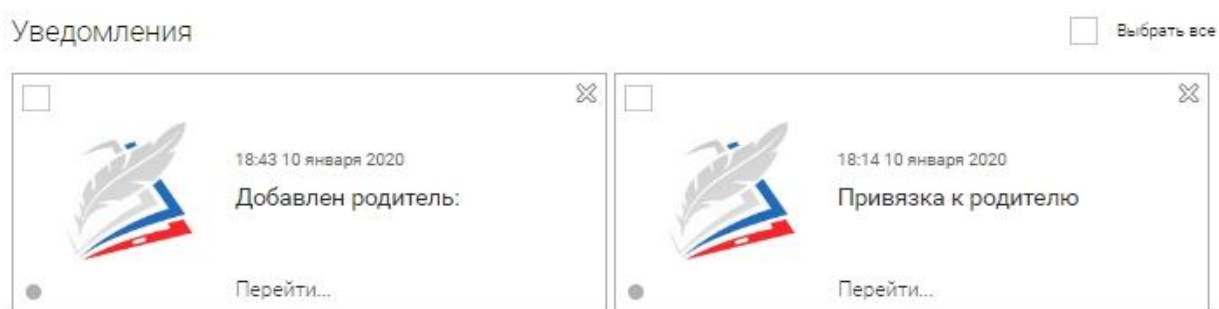 Уведомления
Выбрать все
18:43 10 января 2020
Добавлен родитель:
Перейти...
18:14 10 января 2020
Привязка к родителю
Перейти...